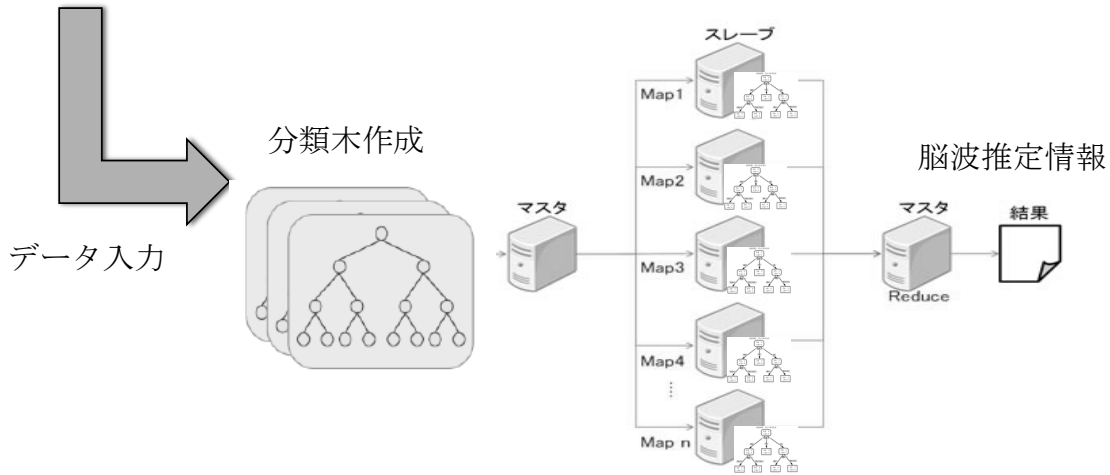 データ入力
分類木作成
マスタ
スレーブ
Map1
Map2
Map3
Map4
Map n
マスタ
Reduce
脳波推定情報
結果